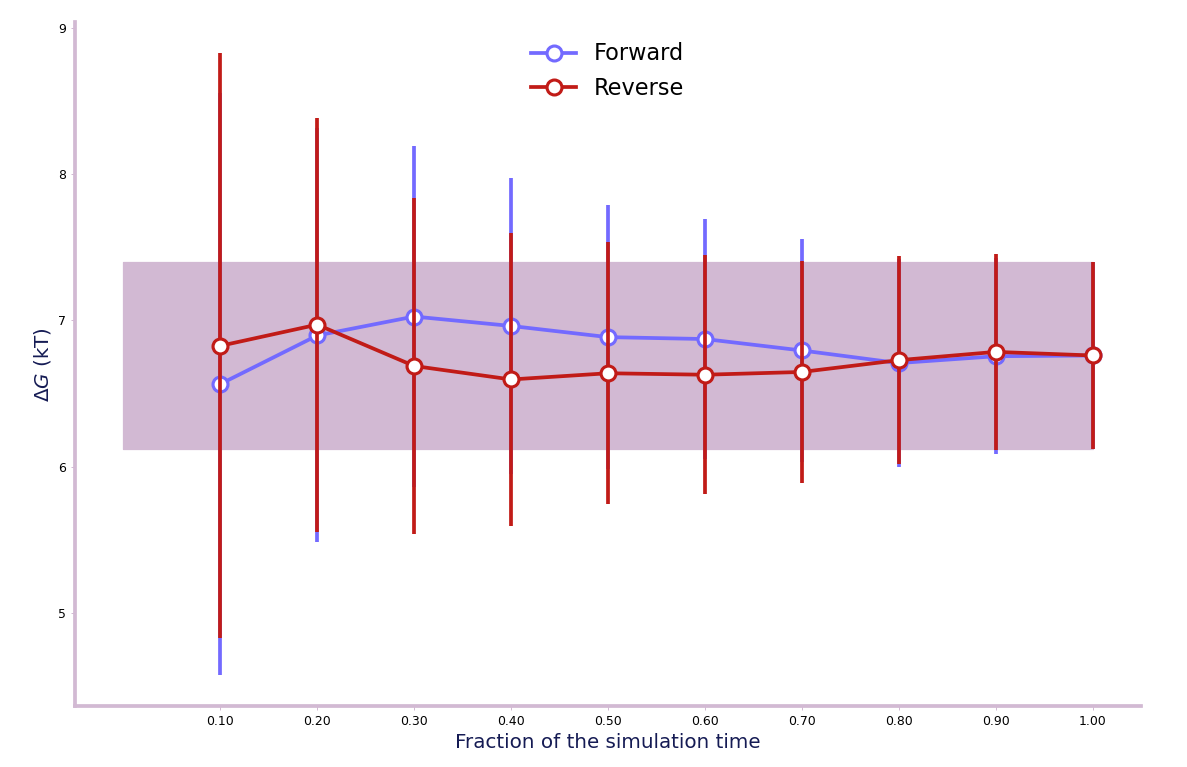 Forward
Reverse
9
8
7
6
5
ΔG (kT)
0.10 0.20 0.30 0.40 0.50 0.60 0.70 0.80 0.90 1.00
Fraction of the simulation time